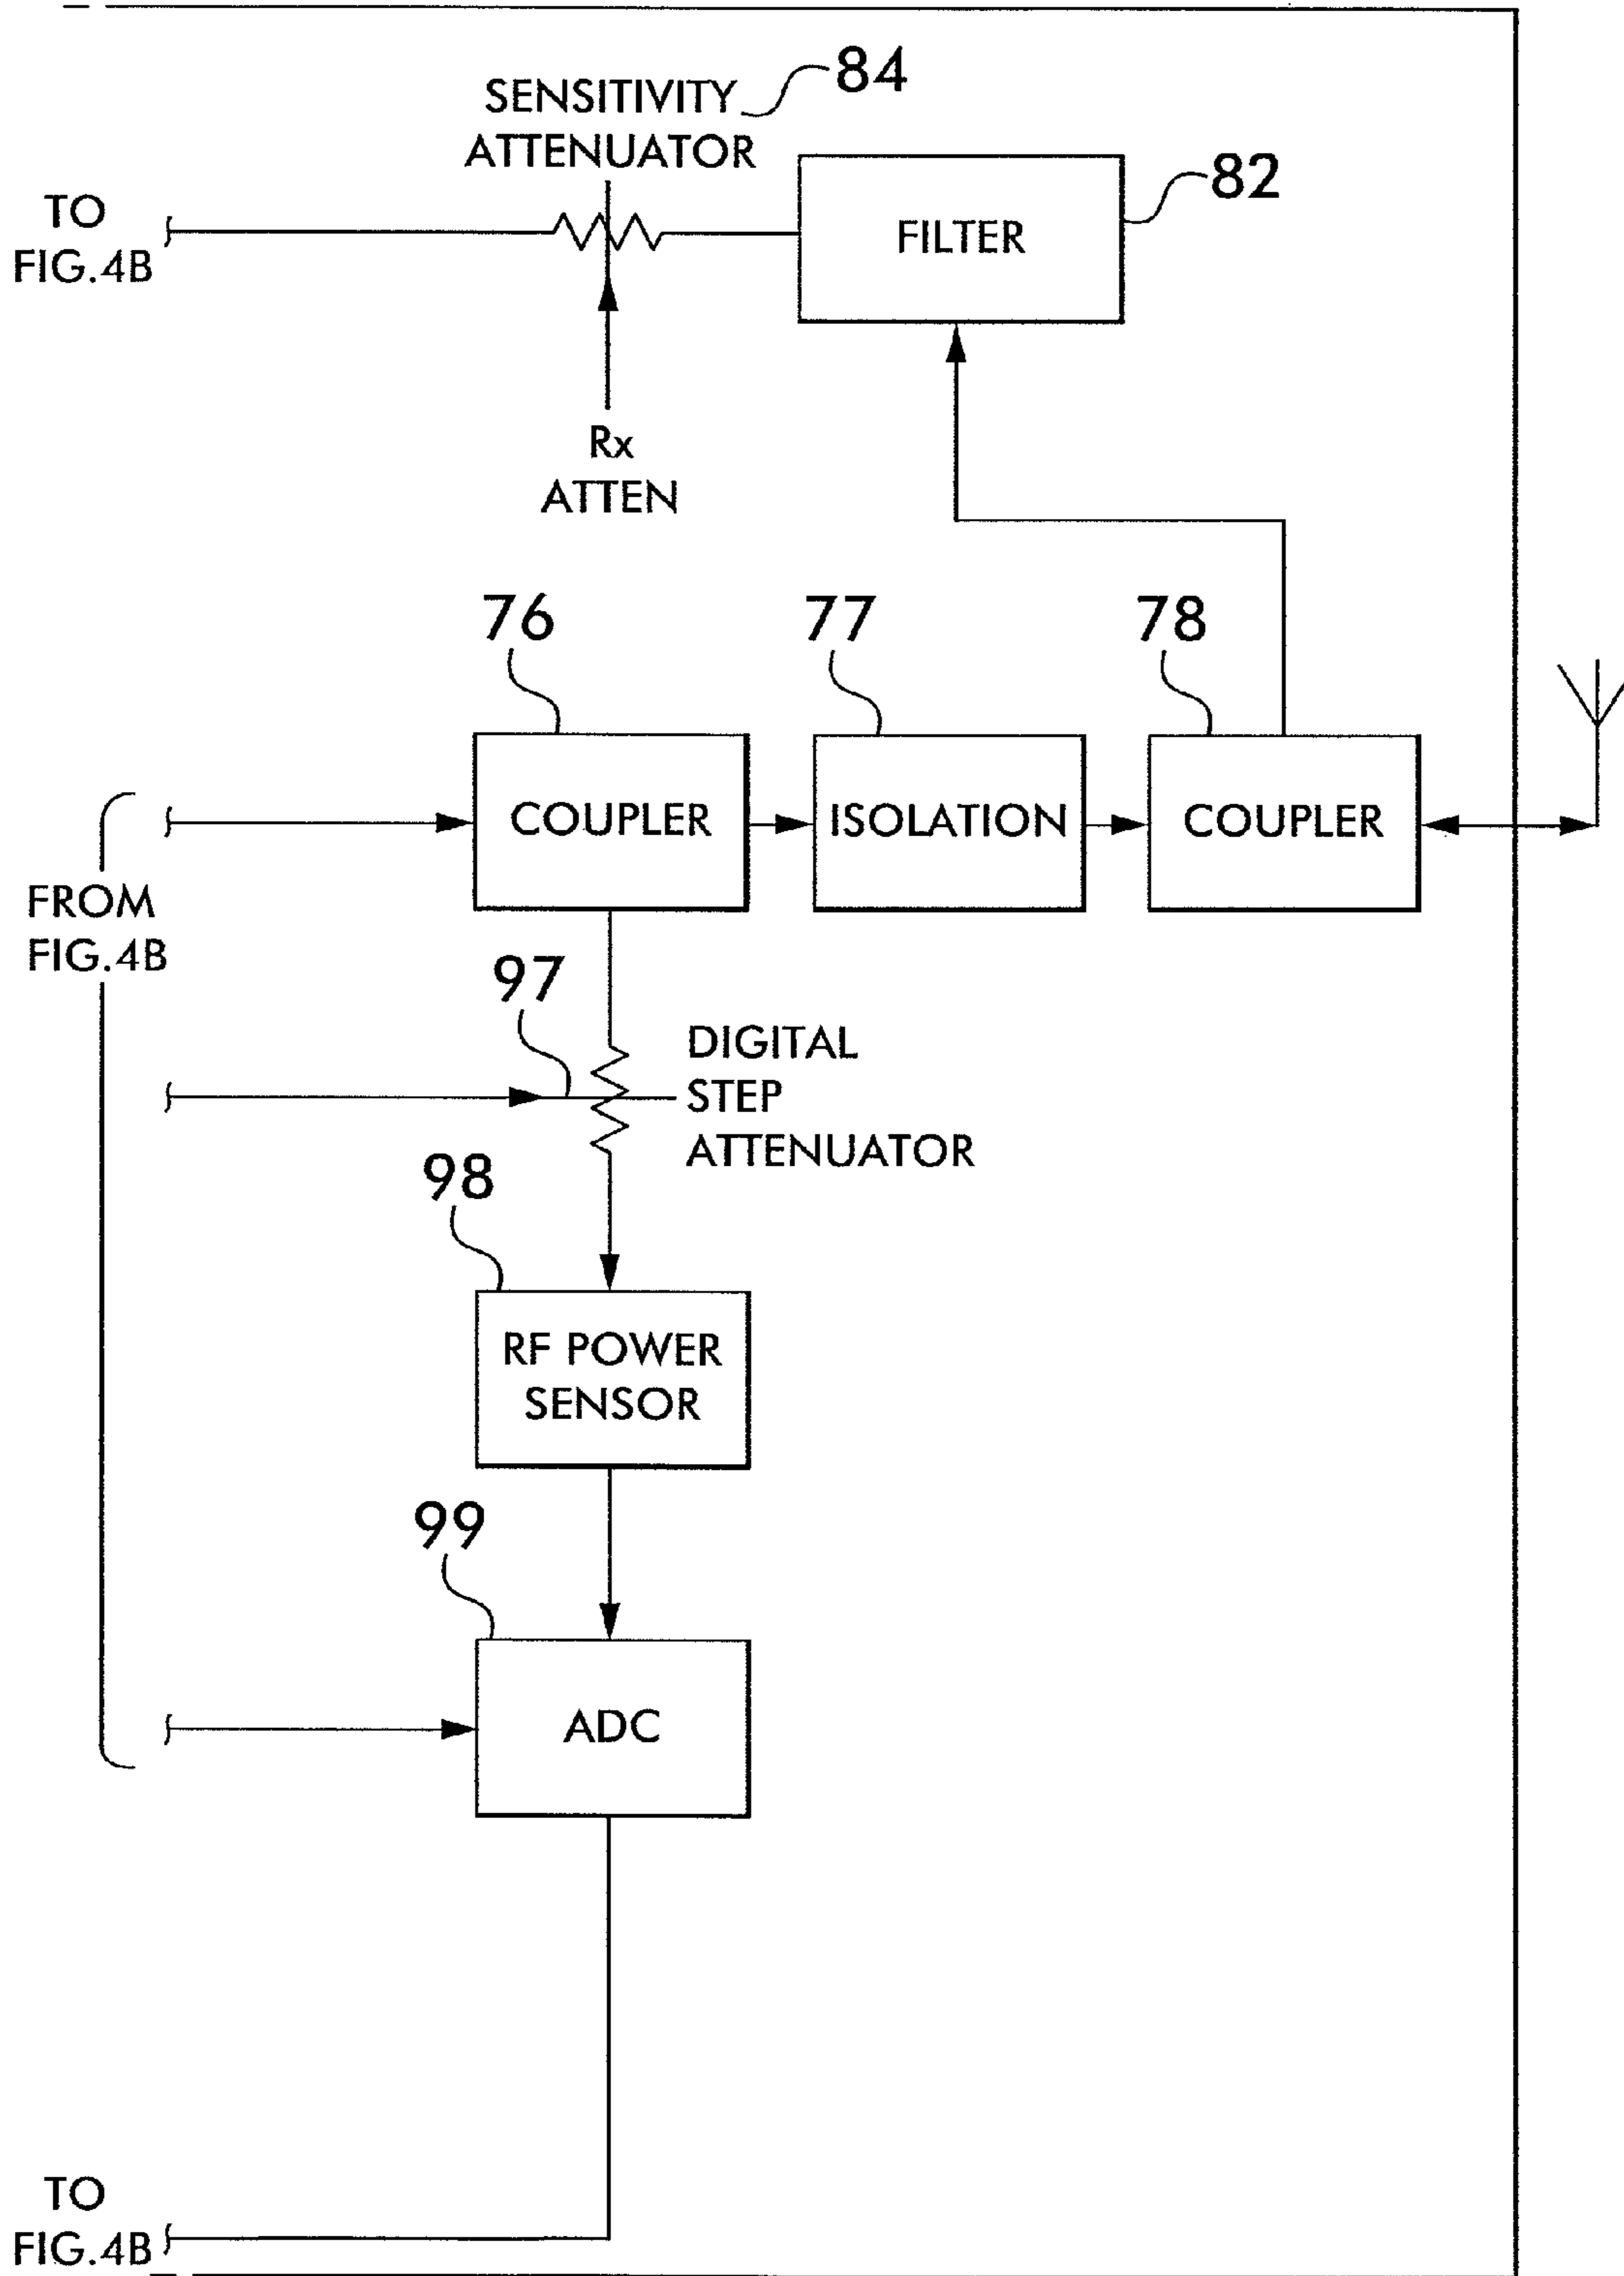 SENSITIVITY
ATTENUATOR
84
TO
FIG.4B
FILTER
82
Rx
ATTEN
76
77
78
COUPLER
ISOLATION
COUPLER
FROM
FIG.4B
97
DIGITAL
STEP
ATTENUATOR
98
RF POWER
SENSOR
99
ADC
TO
FIG.4B